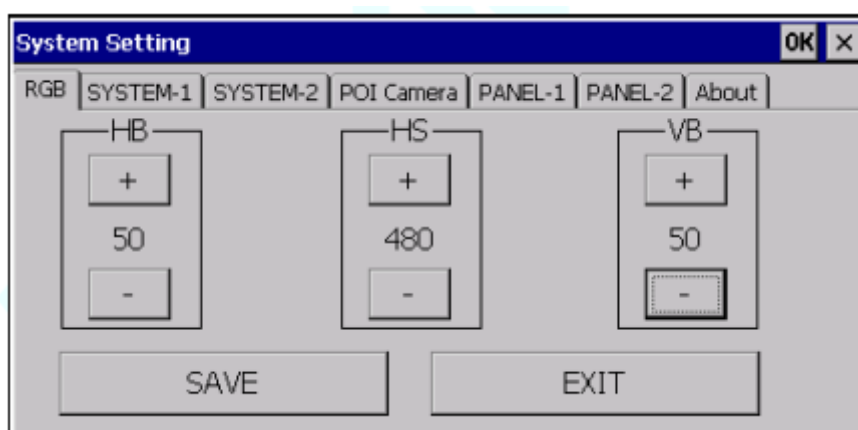 System Setting OK ×
RGB SYSTEM-1 SYSTEM-2 POI Camera PANEL-1 PANEL-2 About
HB HS VB
+ + +
50 480 50
- - -
SAVE EXIT